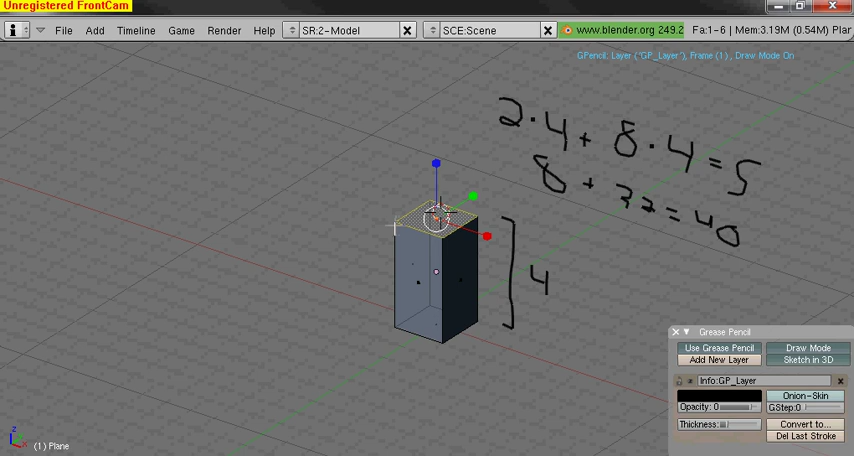 Unregistered FrontCam
File Add Timeline Game Render Help SR:2-Model SCE:Scene www.blender.org 249.2 Fa:1-6 | Mem:3.19M (0.54M) Plar
GPencil: Layer ('GP_Layer'), Frame (1) , Draw Mode On
2·4 + 8·4 = S
8 + 32 = 40
4
Grease Pencil
Use Grease Pencil Draw Mode
Add New Layer Sketch in 3D
Info:GP_Layer
Onion-Skin
Opacity: 0 GStep:0
Thickness: Convert to...
Del Last Stroke
z
x
(1) Plane